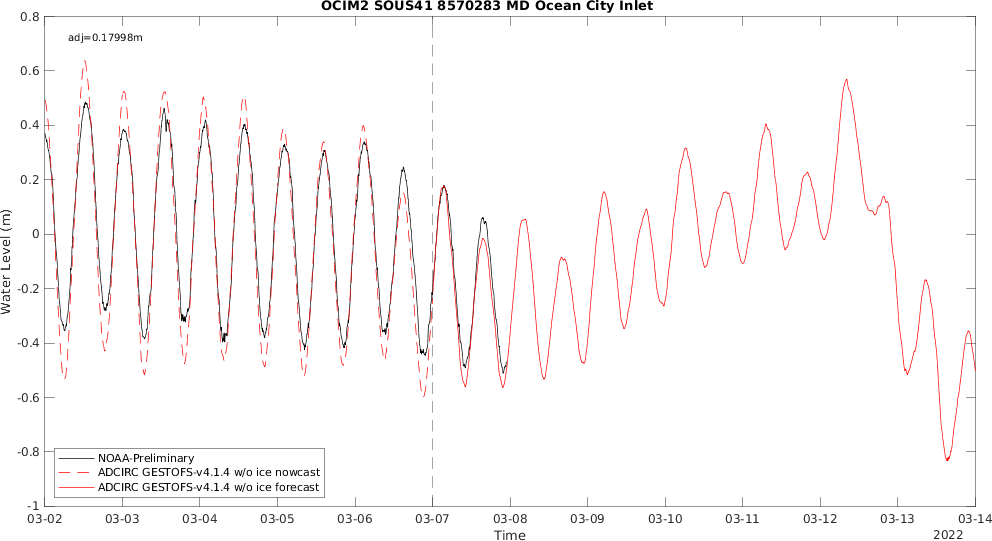 OCIM2 SOUS41 8570283 MD Ocean City Inlet
adj=0.17998m
0.8
0.6
0.4
0.2
0
-0.2
-0.4
-0.6
-0.8
-1
Water Level (m)
NOAA-Preliminary
ADCIRC GESTOFS-v4.1.4 w/o ice nowcast
ADCIRC GESTOFS-v4.1.4 w/o ice forecast
03-02 03-03 03-04 03-05 03-06 03-07 03-08 03-09 03-10 03-11 03-12 03-13 03-14
Time
2022